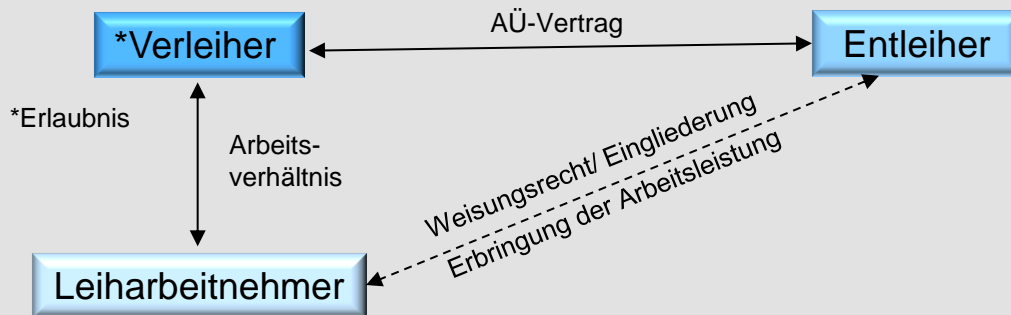 AÜ-Vertrag
*Verleiher
Entleiher
*Erlaubnis
Arbeits-
verhältnis
Weisungsrecht/ Eingliederung
Erbringung der Arbeitsleistung
Leiharbeitnehmer